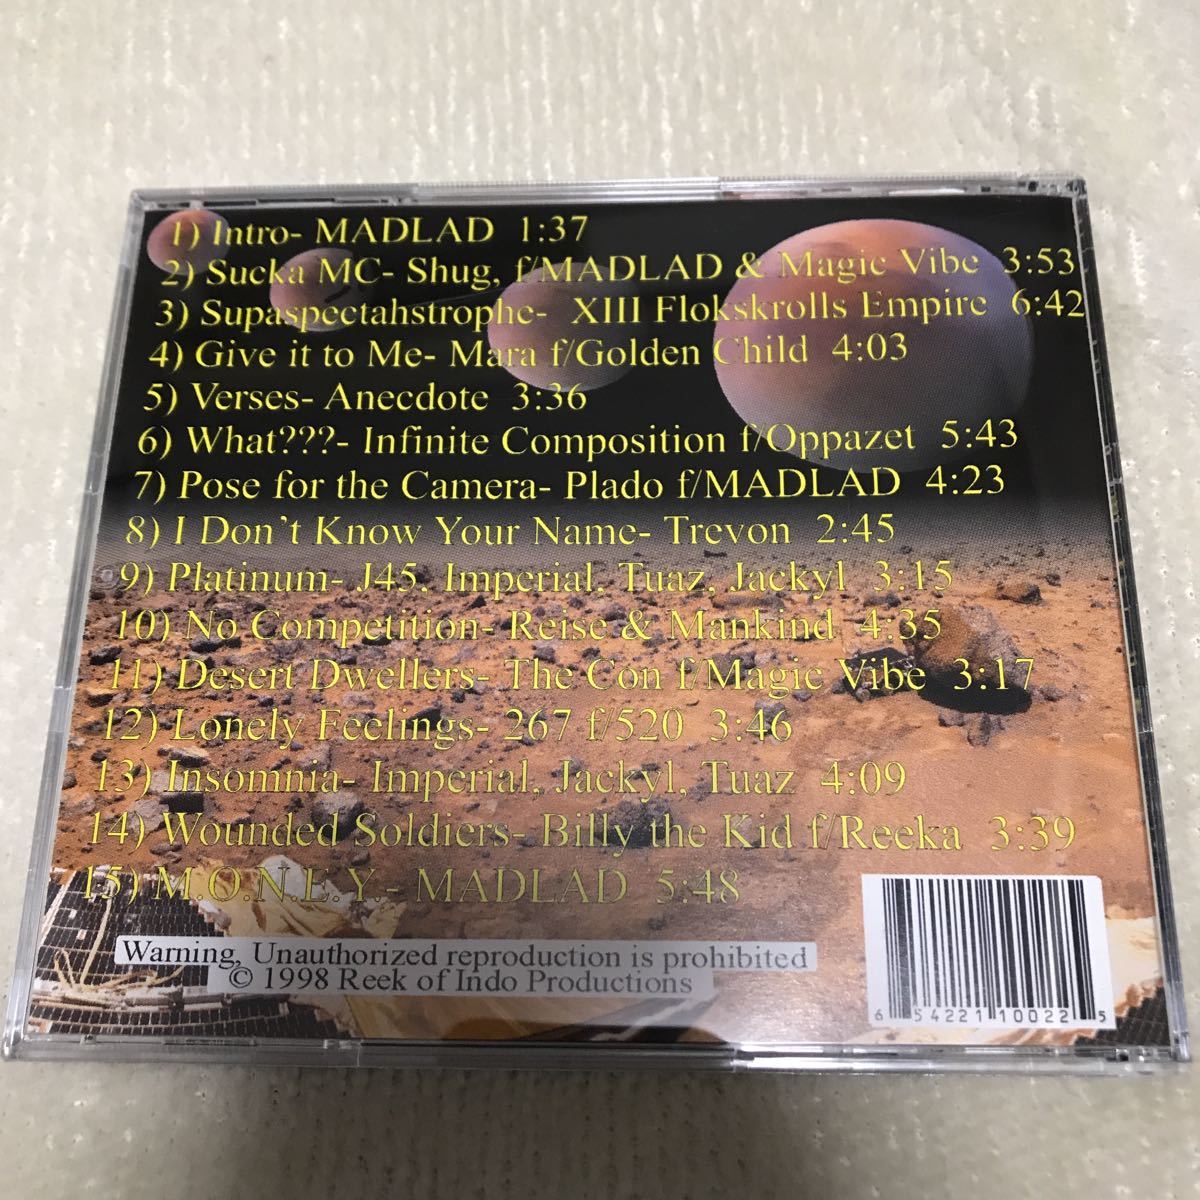 1) Intro- MADLAD 1:37
2) Sucka MC- Shug, f/MADLAD & Magic Vibe 3:53
3) Supaspectahstrophe- XIII Flokskrolls Empire 6:42
4) Give it to Me- Mara f/Golden Child 4:03
5) Verses- Anecdote 3:36
6) What???- Infinite Composition f/Oppazet 5:43
7) Pose for the Camera- Plado f/MADLAD 4:23
8) I Don't Know Your Name- Trevon 2:45
9) Platinum- J45, Imperial, Tuaz, Jackyl 3:15
10) No Competition- Reise & Mankind 4:35
11) Desert Dwellers- The Con f/Magic Vibe 3:17
12) Lonely Feelings- 267 f/520 3:46
13) Insomnia- Imperial, Jackyl, Tuaz 4:09
14) Wounded Soldiers- Billy the Kid f/Reeka 3:39
15) M.O.N.E.Y.- MADLAD 5:48
Warning, Unauthorized reproduction is prohibited
© 1998 Reek of Indo Productions
6 54221 10022 5